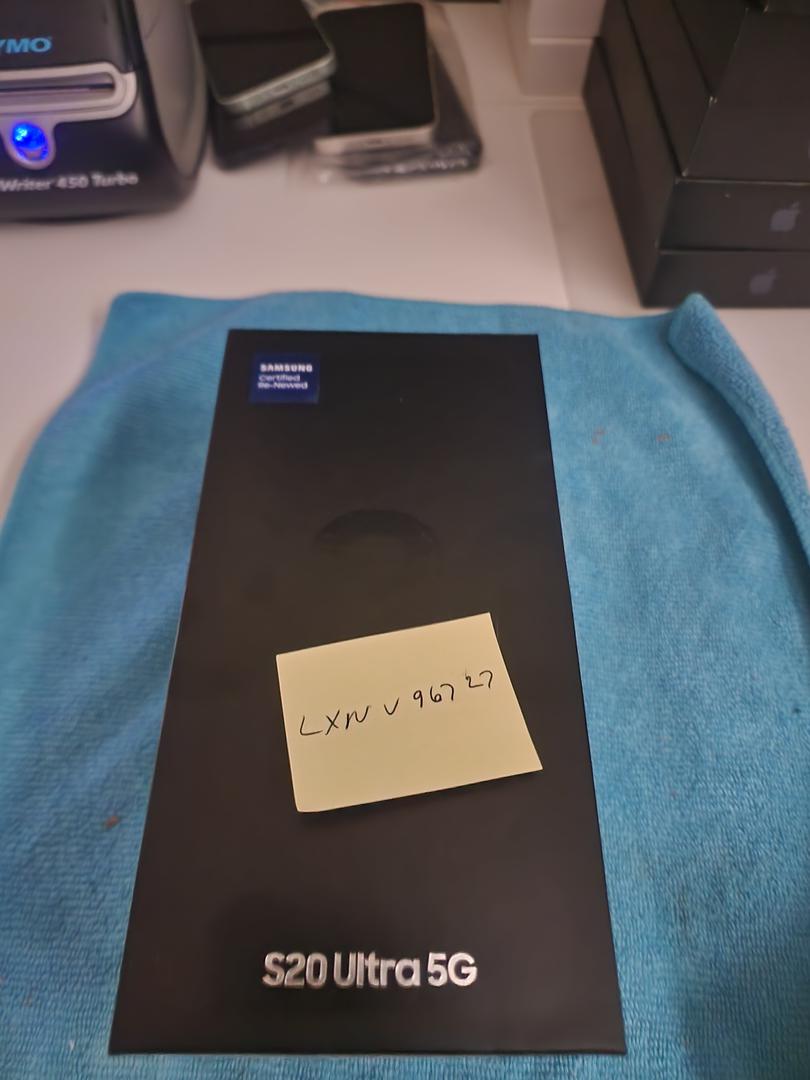 YMO
Writer 450 Turbo
SAMSUNG
Certified
Re-Newed
LXNV96727
S20 Ultra 5G